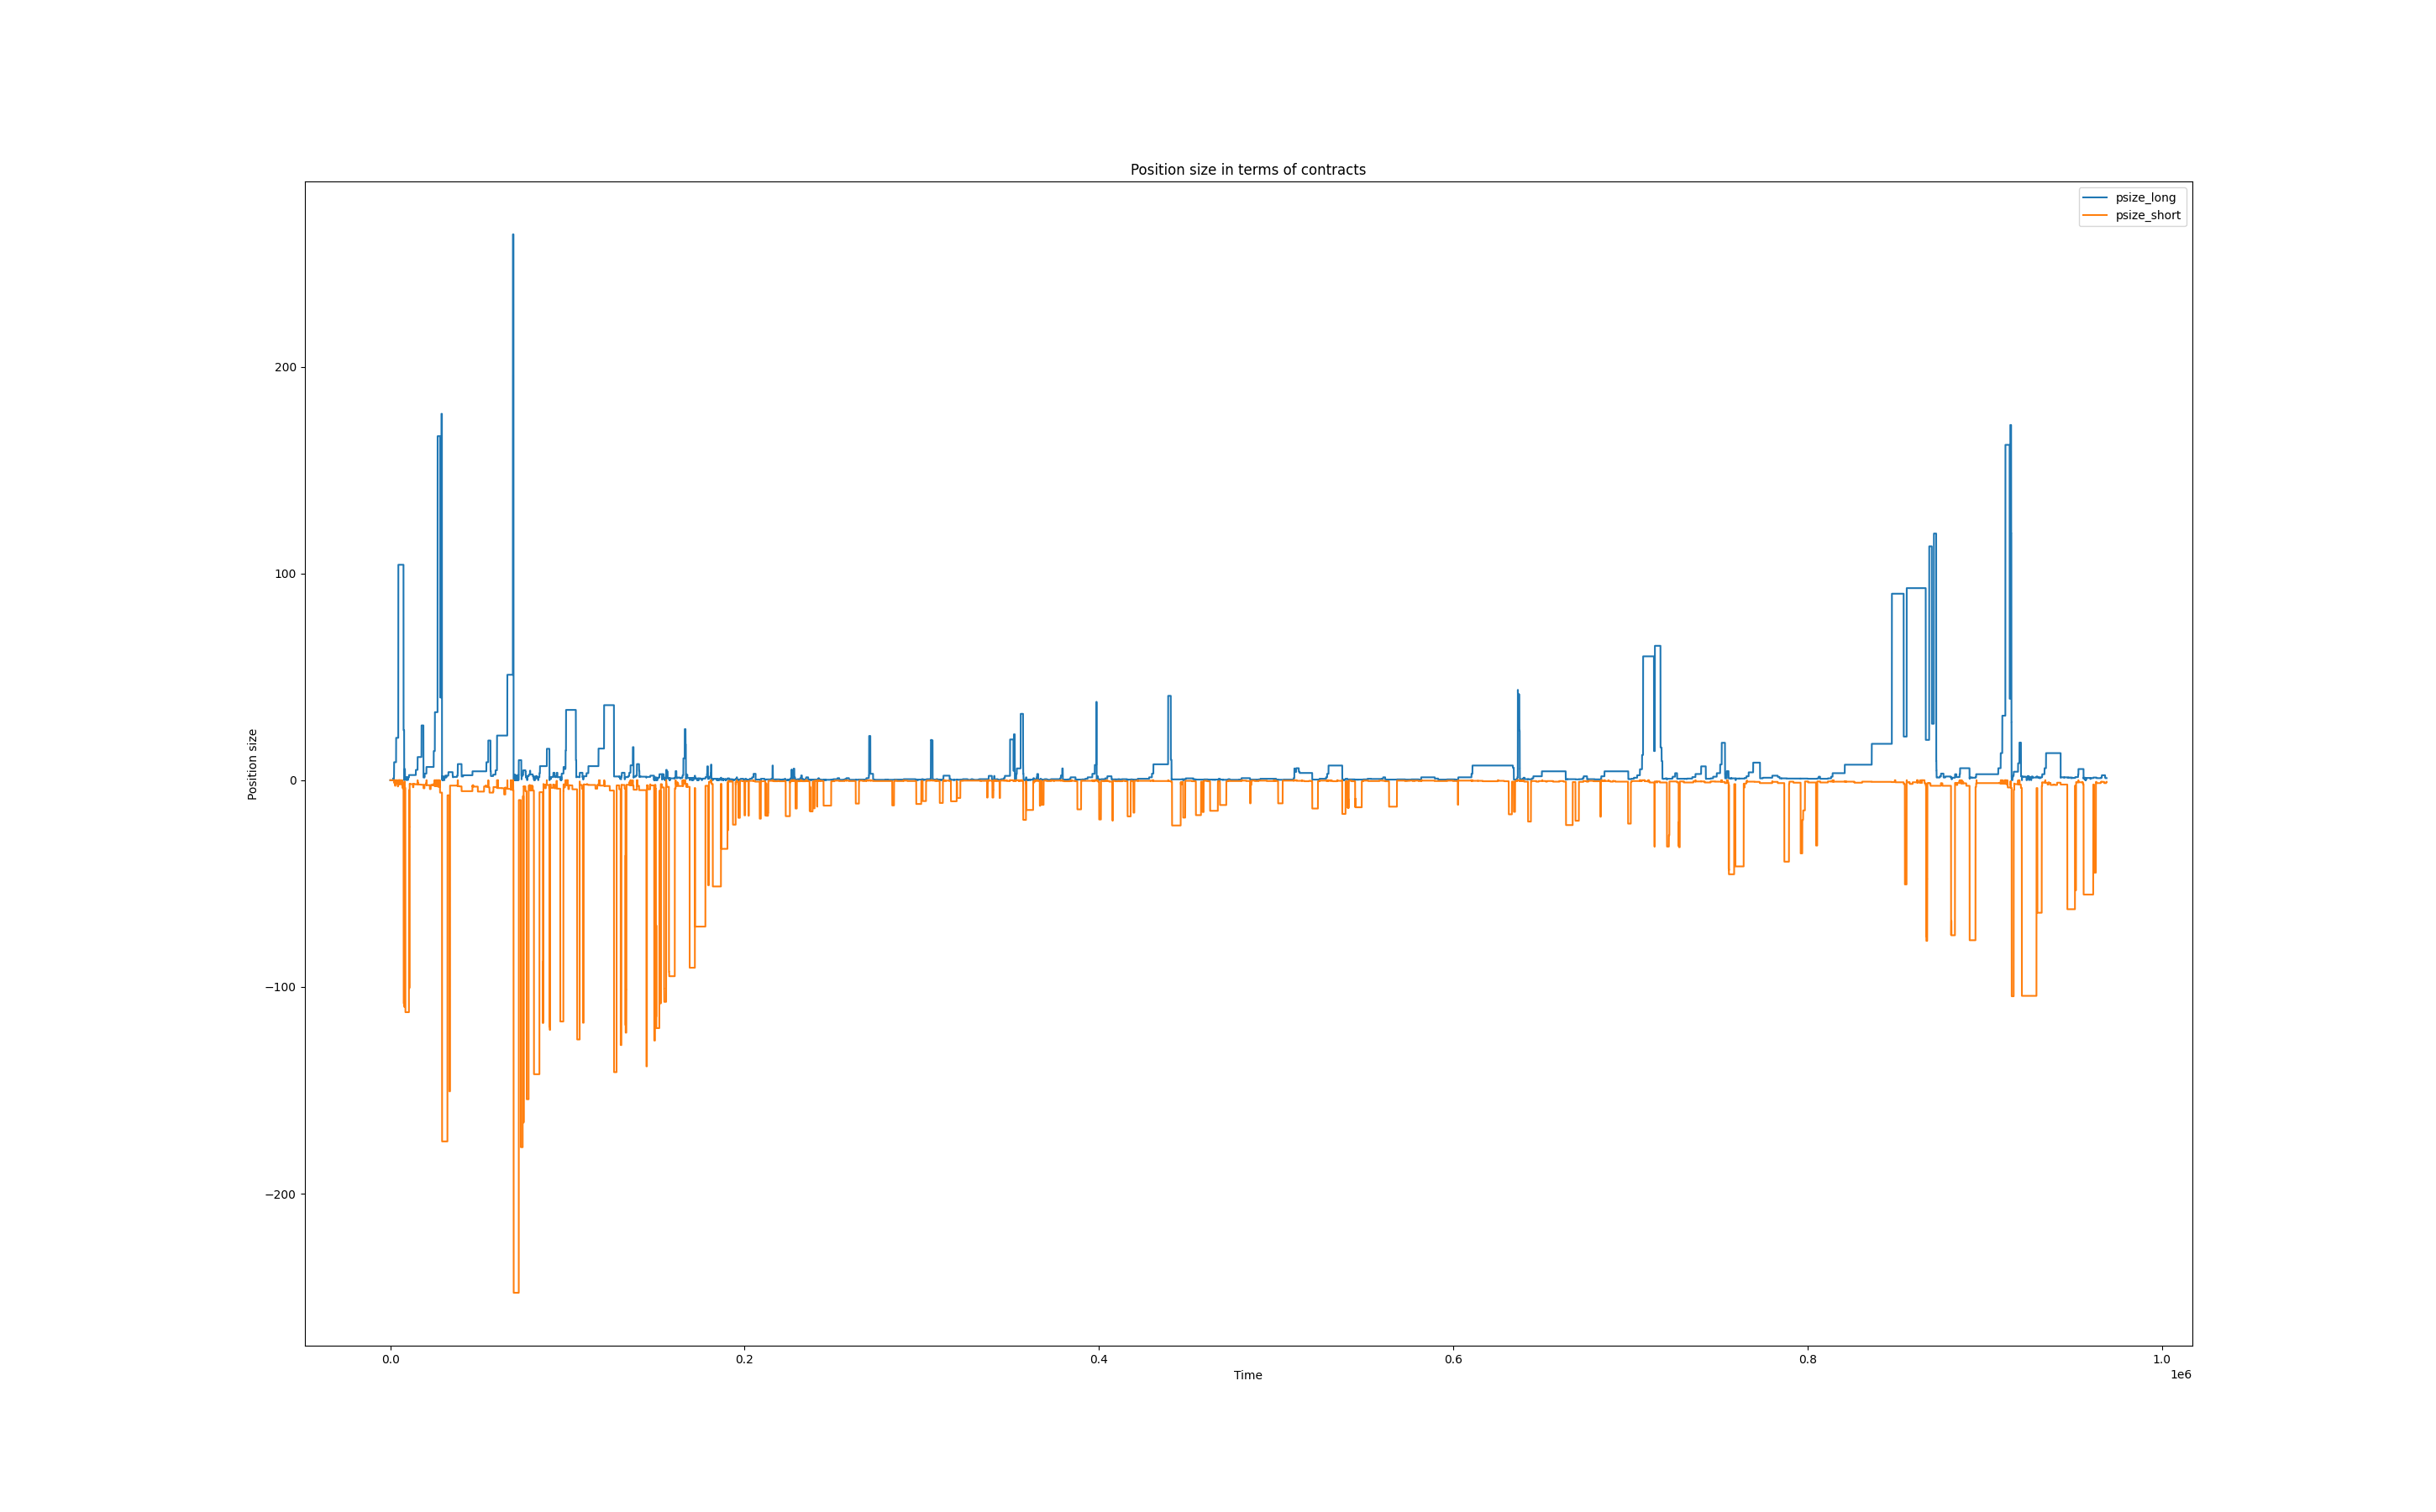 Position size in terms of contracts
psize_long
psize_short
Position size
200
100
0
−100
−200
0.0
0.2
0.4
0.6
0.8
1.0
1e6
Time